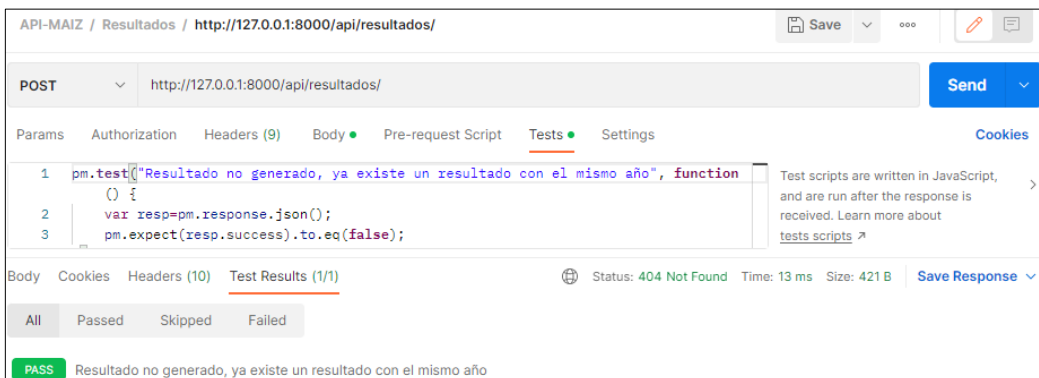 API-MAIZ / Resultados / http://127.0.0.1:8000/api/resultados/
Save
POST http://127.0.0.1:8000/api/resultados/ Send
Params Authorization Headers (9) Body Pre-request Script Tests Settings Cookies
1 pm.test("Resultado no generado, ya existe un resultado con el mismo año", function
() {
2 var resp=pm.response.json();
3 pm.expect(resp.success).to.eq(false);
Test scripts are written in JavaScript,
and are run after the response is
received. Learn more about
tests scripts
Body Cookies Headers (10) Test Results (1/1) Status: 404 Not Found Time: 13 ms Size: 421 B Save Response
All Passed Skipped Failed
PASS Resultado no generado, ya existe un resultado con el mismo año